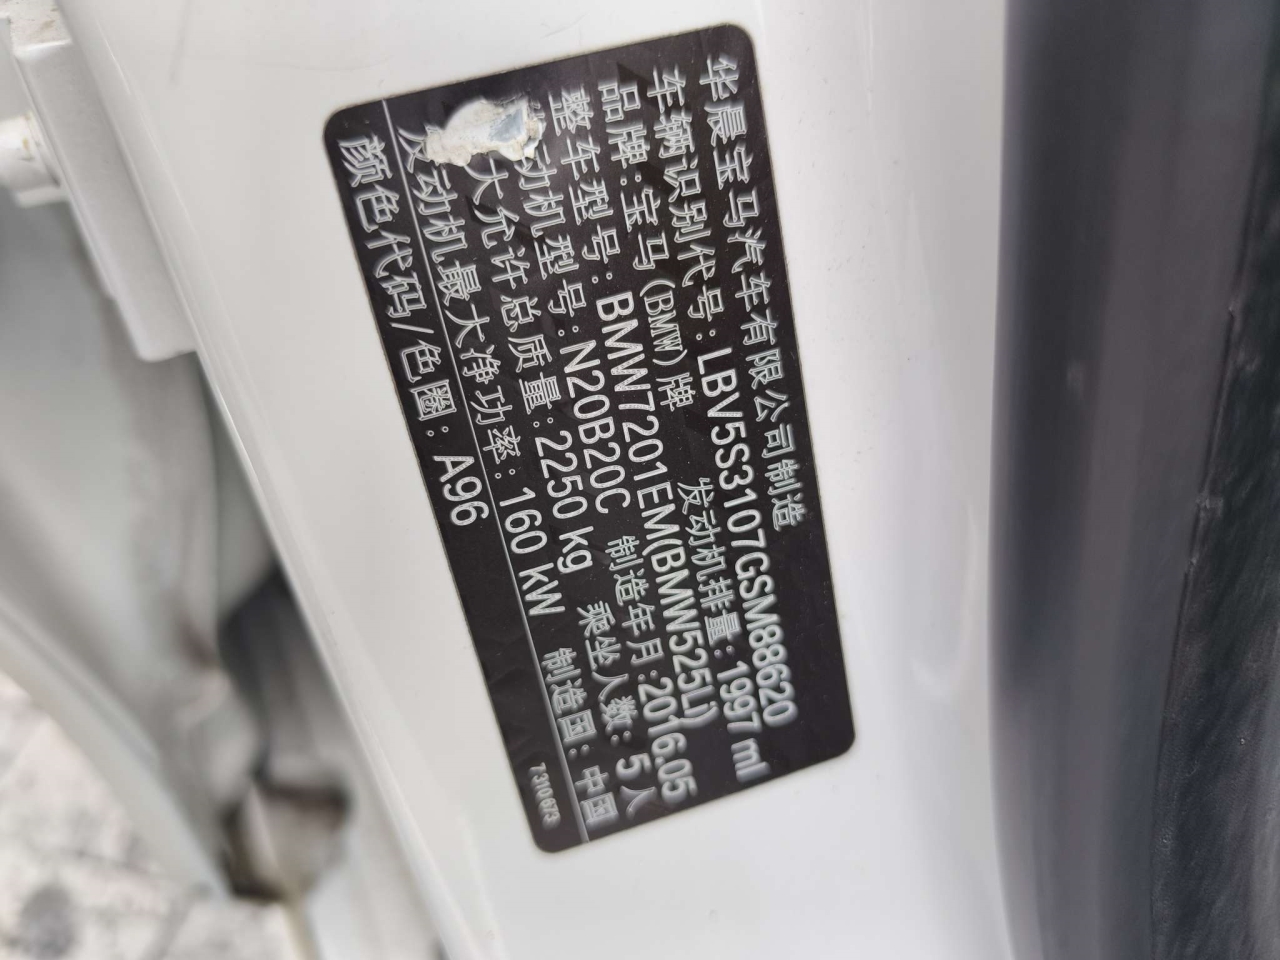 华晨宝马汽车有限公司制造
车辆识别代号：LBV5S3107GSM88620
品牌：宝马(BMW)牌 发动机排量：1997 ml
整车型号：BMW7201EM(BMW525Li)
动机型号：N20B20C 制造年月：2016.05
大允许总质量：2250 kg 乘坐人数：5人
发动机最大净功率：160 kW 制造国：中国
颜色代码/色圈：A96
7310673